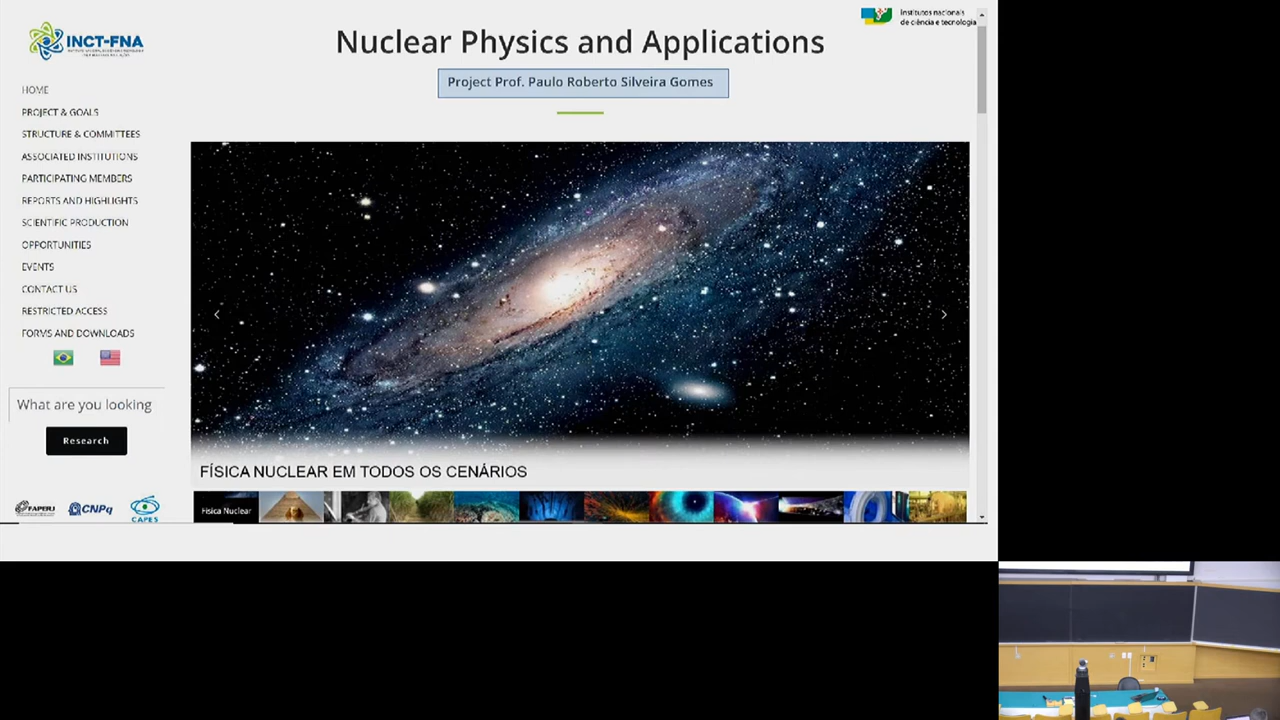 Institutos nacionais
de ciência e tecnologia
INCT-FNA
Nuclear Physics and Applications
Project Prof. Paulo Roberto Silveira Gomes
HOME
PROJECT & GOALS
STRUCTURE & COMMITTEES
ASSOCIATED INSTITUTIONS
PARTICIPATING MEMBERS
REPORTS AND HIGHLIGHTS
SCIENTIFIC PRODUCTION
OPPORTUNITIES
EVENTS
CONTACT US
RESTRICTED ACCESS
FORMS AND DOWNLOADS
What are you looking
Research
FÍSICA NUCLEAR EM TODOS OS CENÁRIOS
Física Nuclear
FAPERJ
CNPq
CAPES